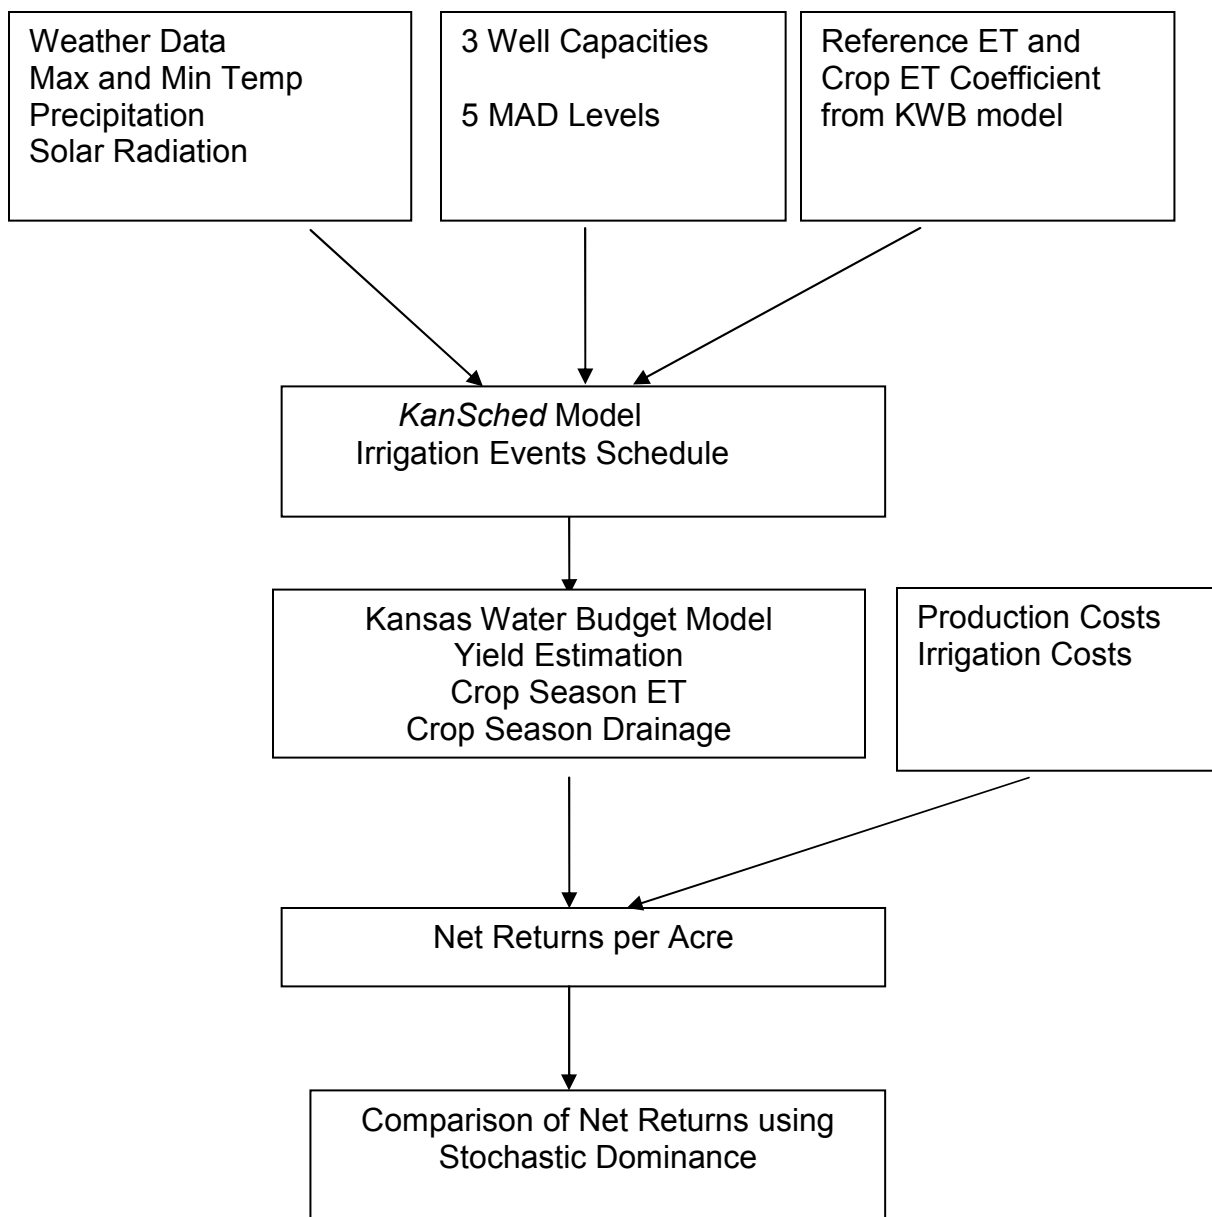 Weather Data
Max and Min Temp
Precipitation
Solar Radiation
3 Well Capacities
5 MAD Levels
Reference ET and
Crop ET Coefficient
from KWB model
KanSched Model
Irrigation Events Schedule
Kansas Water Budget Model
Yield Estimation
Crop Season ET
Crop Season Drainage
Production Costs
Irrigation Costs
Net Returns per Acre
Comparison of Net Returns using
Stochastic Dominance